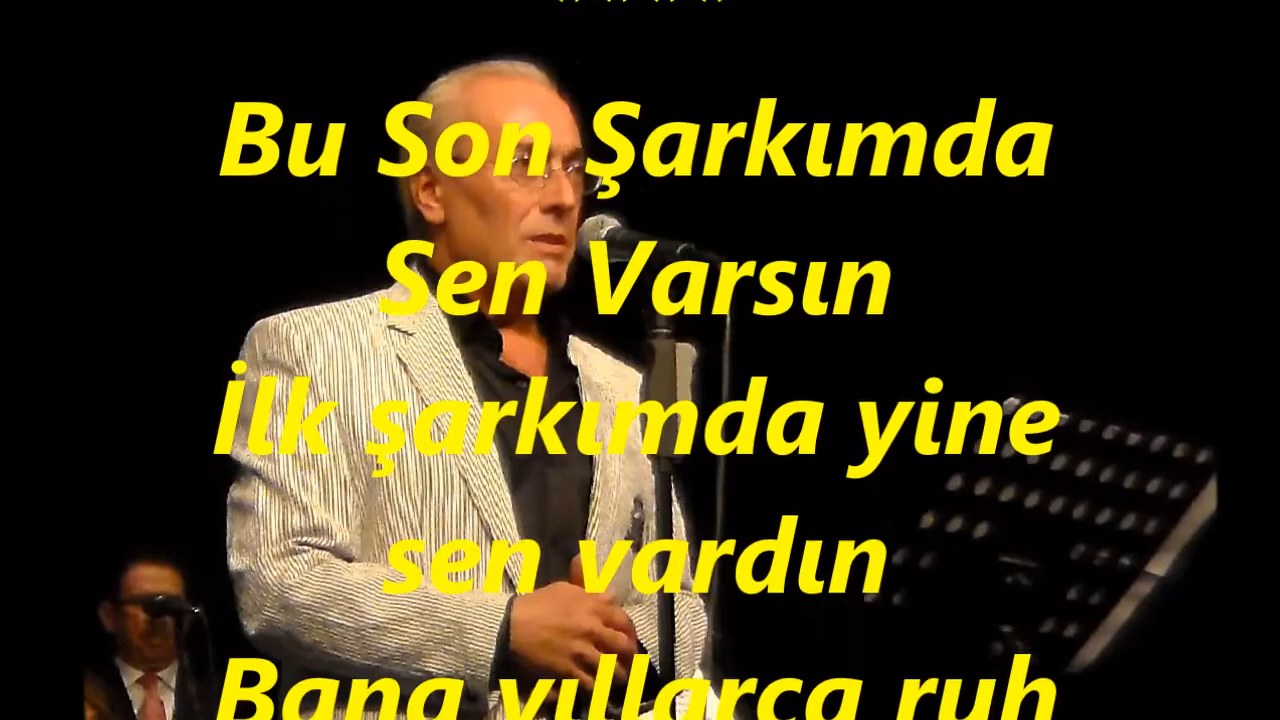 Bu Son Şarkımda
Sen Varsın
İlk şarkımda yine
sen vardın
Bana yıllarca ruh